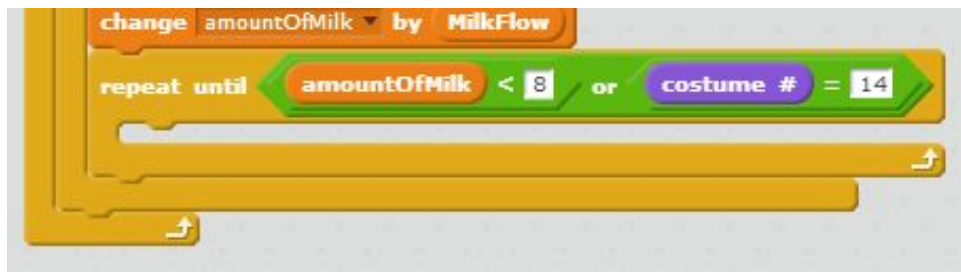 change amountOfMilk by MilkFlow
repeat until amountOfMilk < 8 or costume # = 14